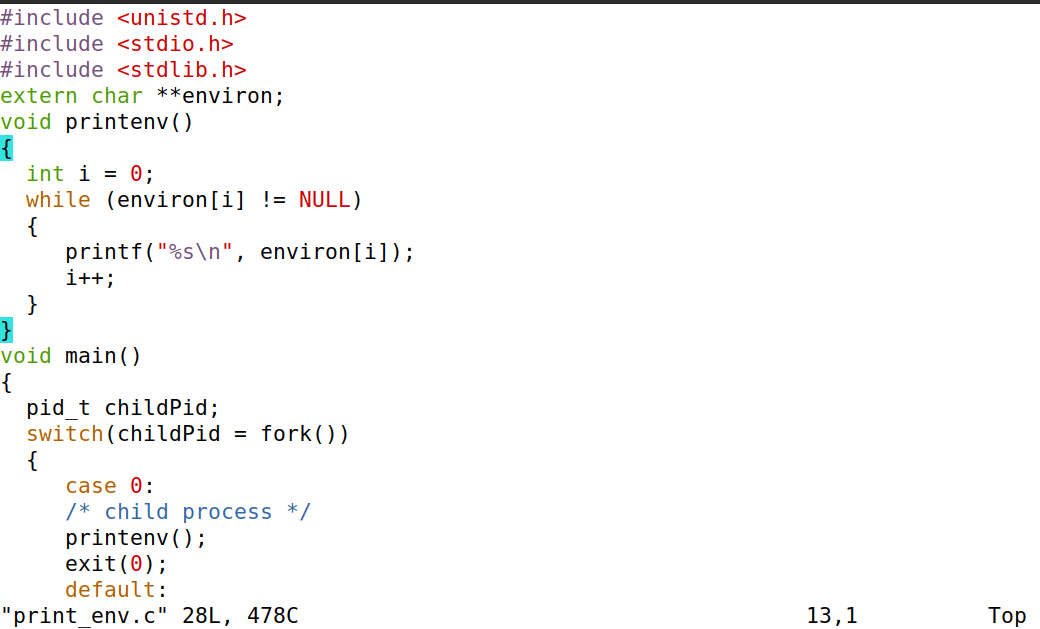 #include <unistd.h>
#include <stdio.h>
#include <stdlib.h>
extern char **environ;
void printenv()
{
  int i = 0;
  while (environ[i] != NULL)
  {
     printf("%s\n", environ[i]);
     i++;
  }
}
void main()
{
  pid_t childPid;
  switch(childPid = fork())
  {
     case 0:
     /* child process */
     printenv();
     exit(0);
     default:
"print_env.c" 28L, 478C 13,1 Top